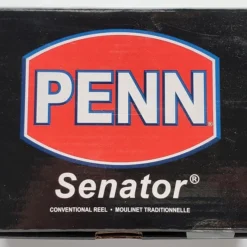 PENN®
Senator®
CONVENTIONAL REEL • MOULINET TRADITIONNELLE